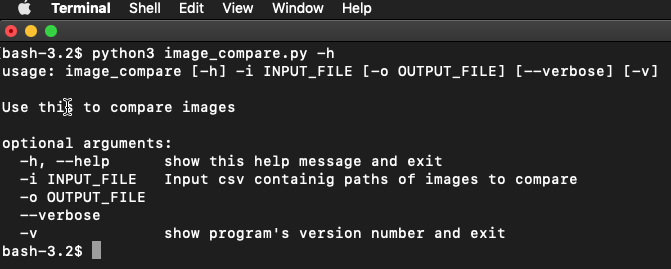 Terminal Shell Edit View Window Help
[bash-3.2$ python3 image_compare.py -h
usage: image_compare [-h] -i INPUT_FILE [-o OUTPUT_FILE] [--verbose] [-v]
Use this to compare images
optional arguments:
-h, --help show this help message and exit
-i INPUT_FILE Input csv containig paths of images to compare
-o OUTPUT_FILE
--verbose
-v show program's version number and exit
bash-3.2$